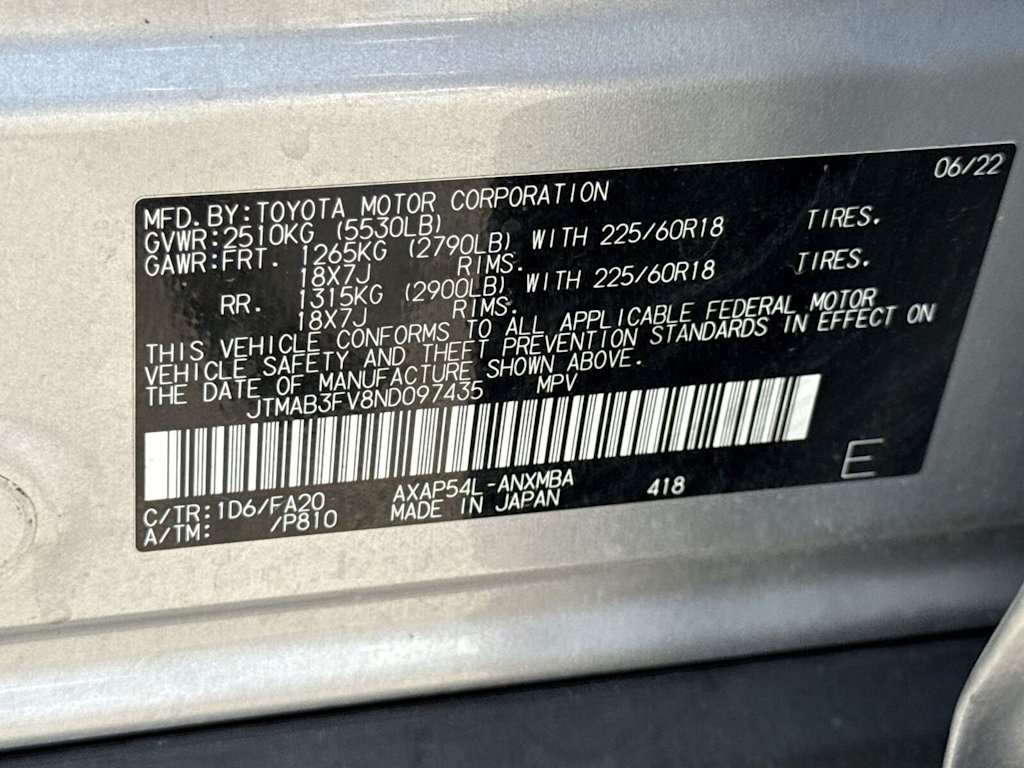 06/22
MFD. BY: TOYOTA MOTOR CORPORATION
GVWR: 2510KG (5530LB)
GAWR: FRT. 1265KG (2790LB) WITH 225/60R18 TIRES.
18X7J RIMS.
RR. 1315KG (2900LB) WITH 225/60R18 TIRES.
18X7J RIMS.
THIS VEHICLE CONFORMS TO ALL APPLICABLE FEDERAL MOTOR
VEHICLE SAFETY AND THEFT PREVENTION STANDARDS IN EFFECT ON
THE DATE OF MANUFACTURE SHOWN ABOVE.
JTMAB3FV8ND097435 MPV
E
C/TR: 1D6/FA20 AXAP54L-ANXMBA 418
A/TM: /P810 MADE IN JAPAN